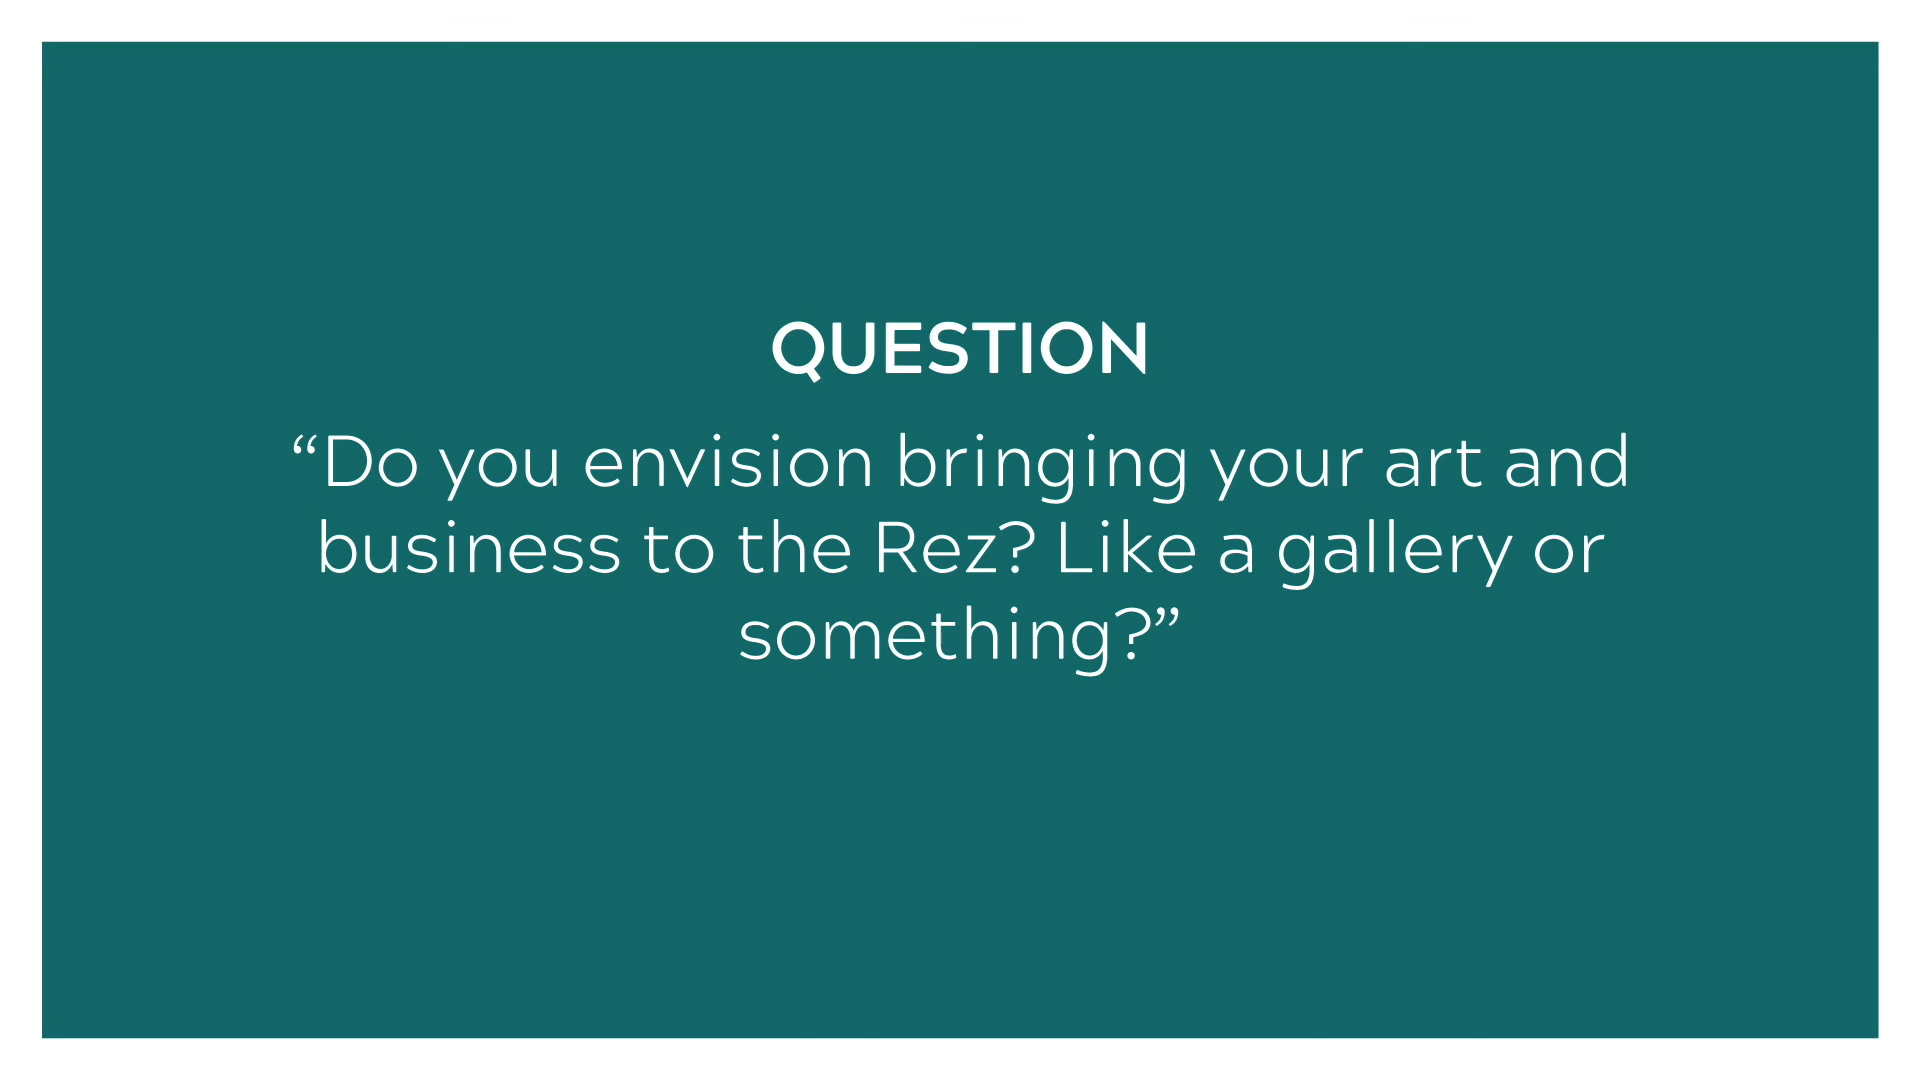 QUESTION
“Do you envision bringing your art and
business to the Rez? Like a gallery or
something?”